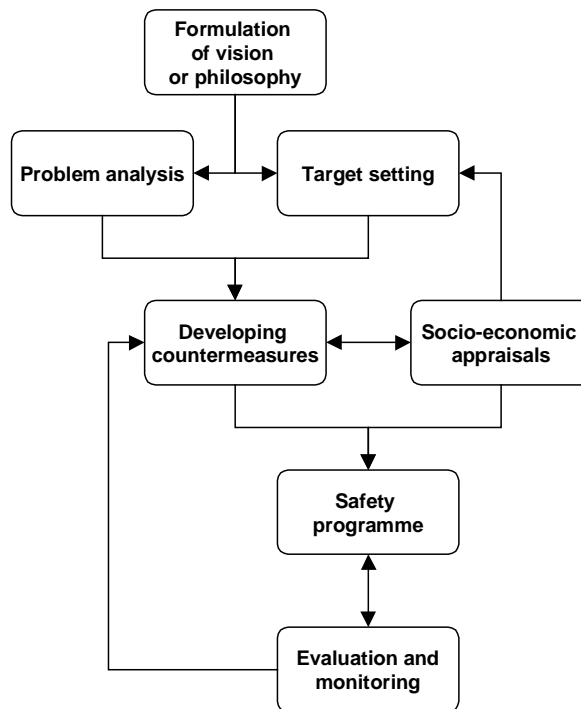 Formulation
of vision
or philosophy
Problem analysis
Target setting
Developing
countermeasures
Socio-economic
appraisals
Safety
programme
Evaluation and
monitoring